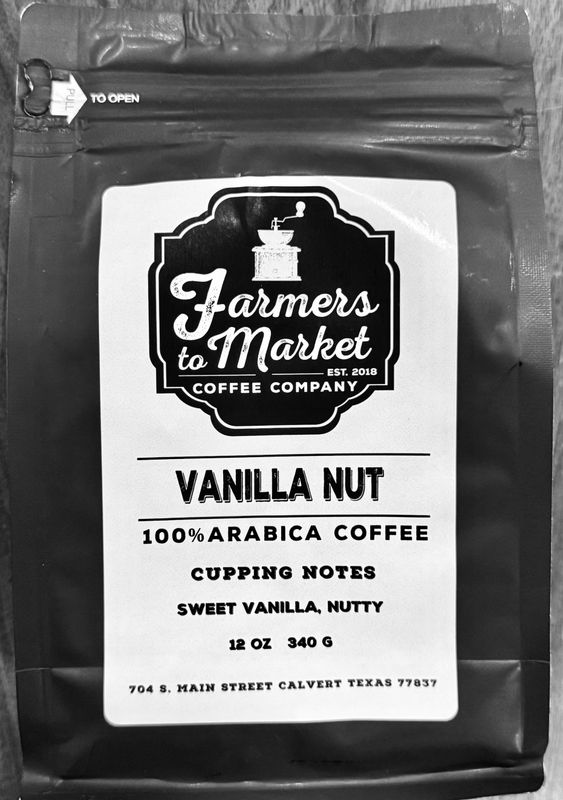 PULL
TO OPEN
Farmers
to Market
EST. 2018
COFFEE COMPANY
VANILLA NUT
100% ARABICA COFFEE
CUPPING NOTES
SWEET VANILLA, NUTTY
12 OZ 340 G
704 S. MAIN STREET CALVERT TEXAS 77837